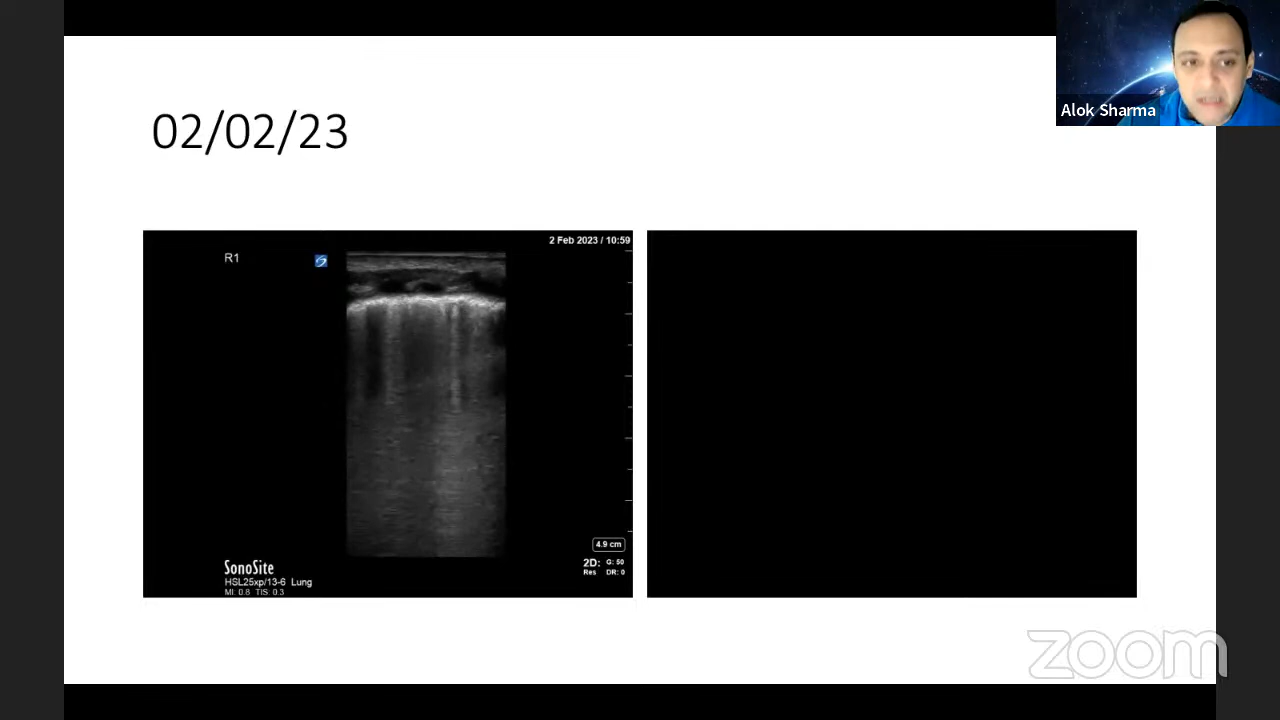 Alok Sharma
02/02/23
2 Feb 2023 / 10:59
R1
4.9 cm
SonoSite
HSL25xp/13-6 Lung
MI: 0.8 TIS: 0.3
2D: G: 50
Res DR: 0
zoom